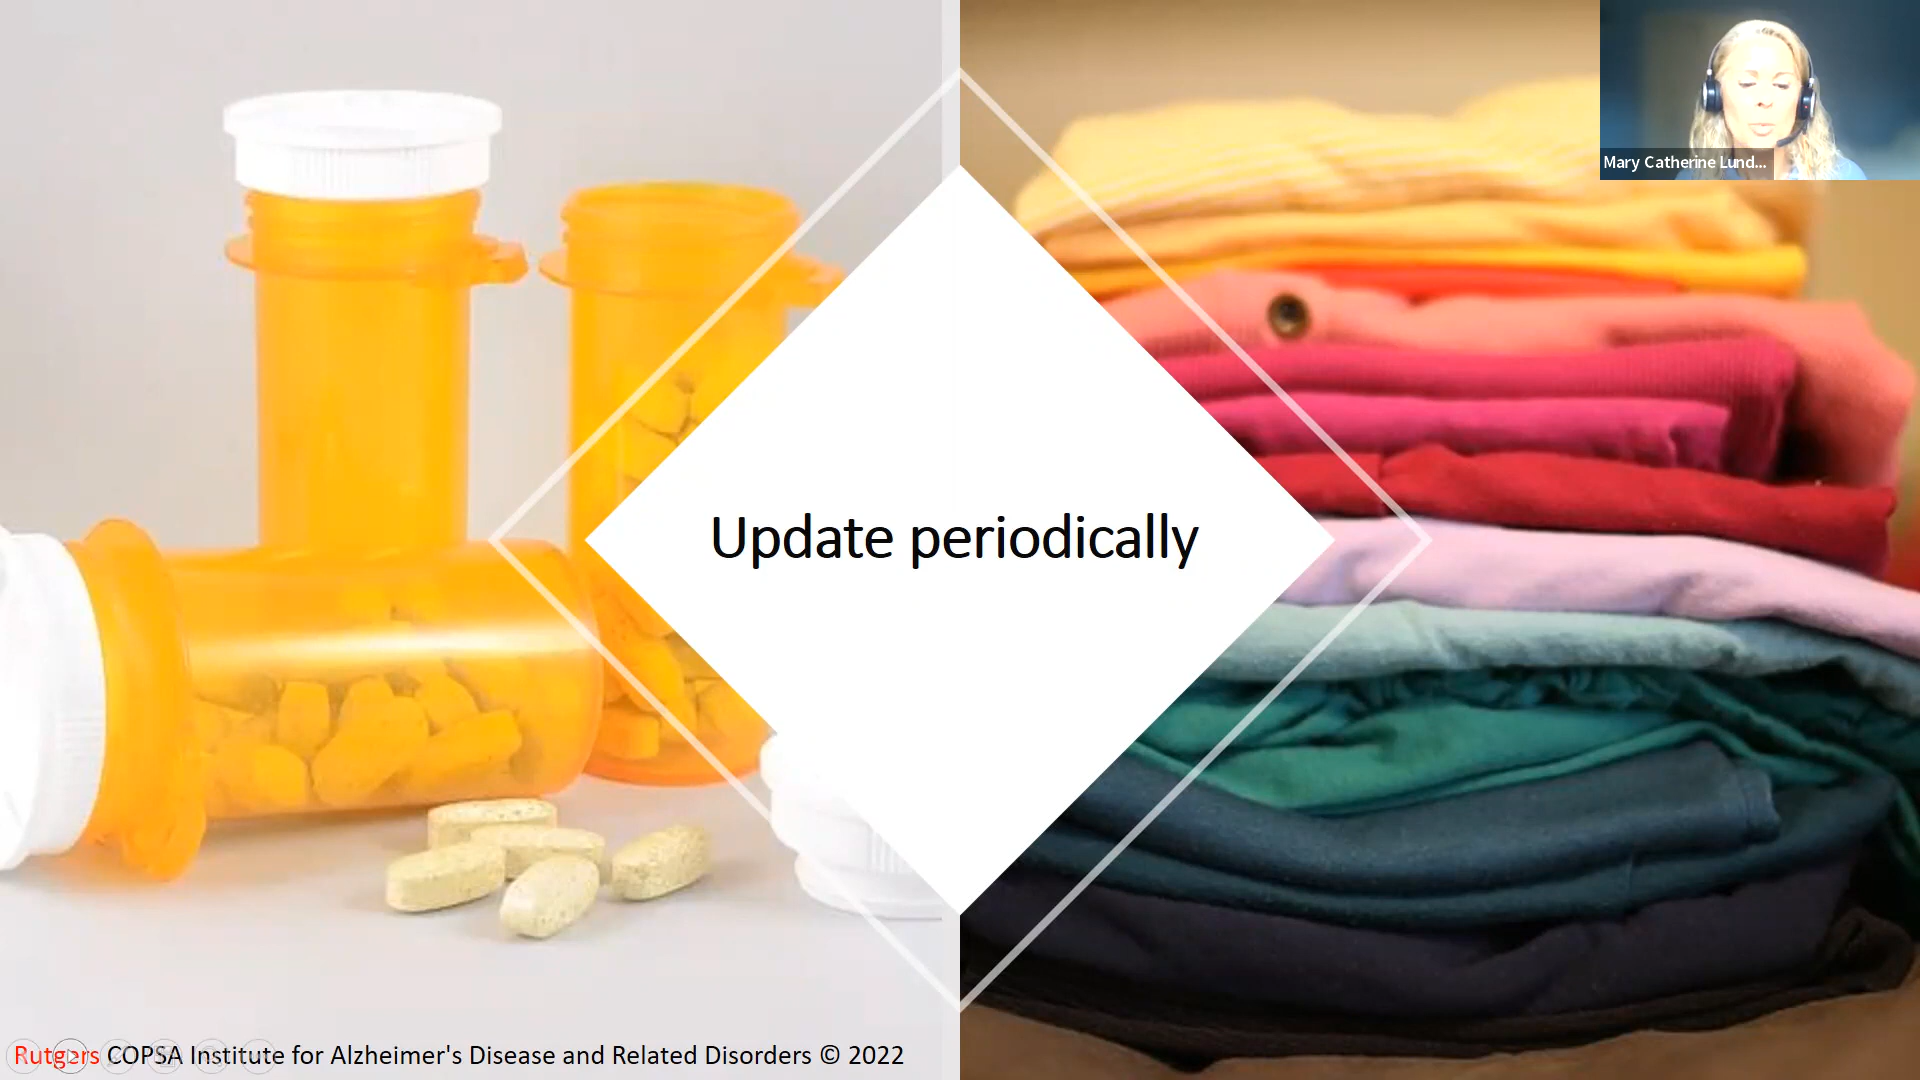 Mary Catherine Lund...
Update periodically
Rutgers COPSA Institute for Alzheimer's Disease and Related Disorders © 2022